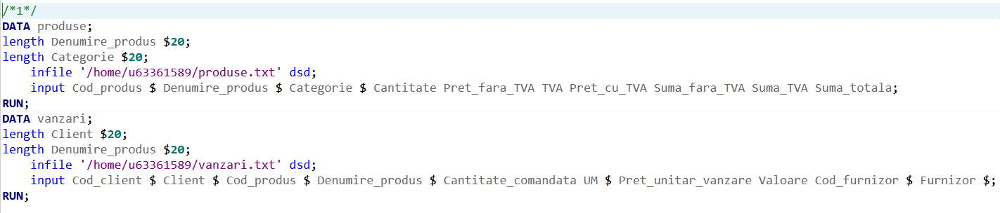 /*1*/
DATA produse;
length Denumire_produs $20;
length Categorie $20;
    infile '/home/u63361589/produse.txt' dsd;
    input Cod_produs $ Denumire_produs $ Categorie $ Cantitate Pret_fara_TVA TVA Pret_cu_TVA Suma_fara_TVA Suma_TVA Suma_totala;
RUN;
DATA vanzari;
length Client $20;
length Denumire_produs $20;
    infile '/home/u63361589/vanzari.txt' dsd;
    input Cod_client $ Client $ Cod_produs $ Denumire_produs $ Cantitate_comandata UM $ Pret_unitar_vanzare Valoare Cod_furnizor $ Furnizor $;
RUN;